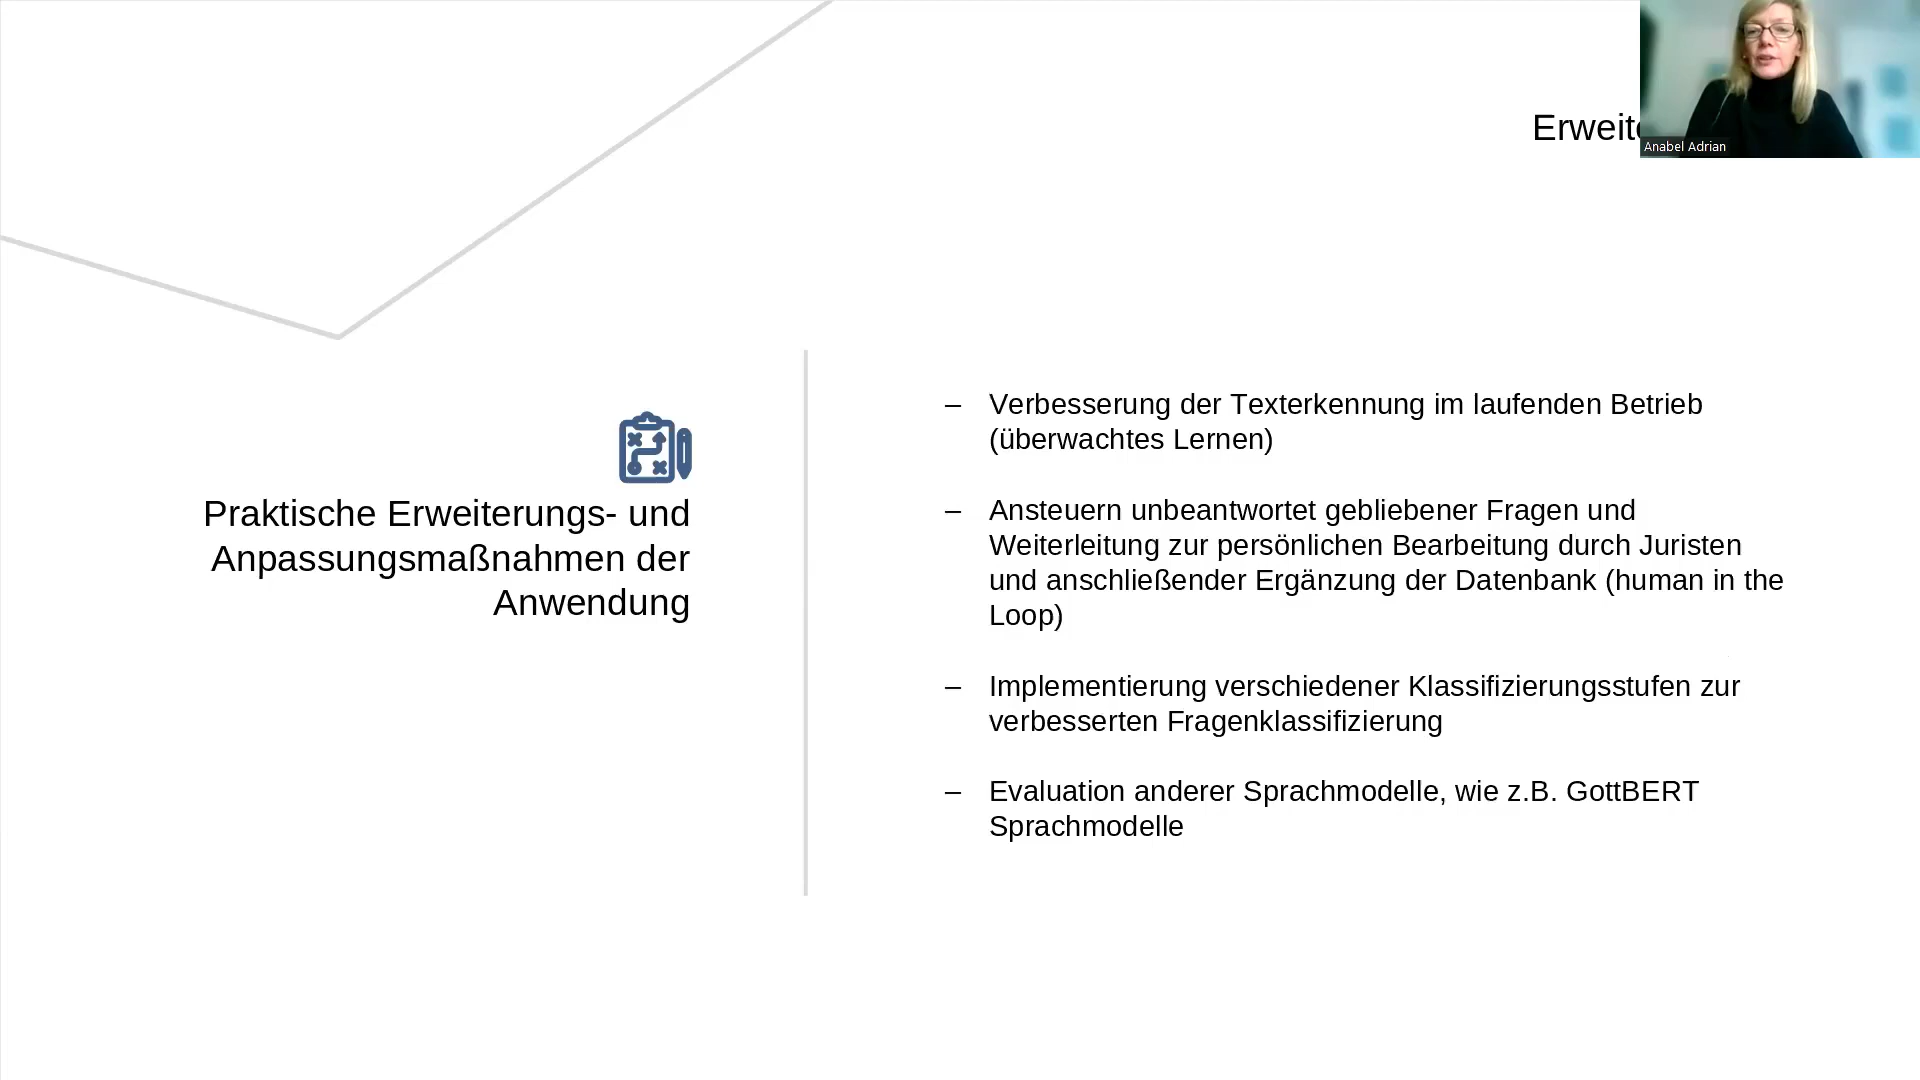 Anabel Adrian
Praktische Erweiterungs- und
Anpassungsmaßnahmen der
Anwendung
– Verbesserung der Texterkennung im laufenden Betrieb
(überwachtes Lernen)
– Ansteuern unbeantwortet gebliebener Fragen und
Weiterleitung zur persönlichen Bearbeitung durch Juristen
und anschließender Ergänzung der Datenbank (human in the
Loop)
– Implementierung verschiedener Klassifizierungsstufen zur
verbesserten Fragenklassifizierung
– Evaluation anderer Sprachmodelle, wie z.B. GottBERT
Sprachmodelle